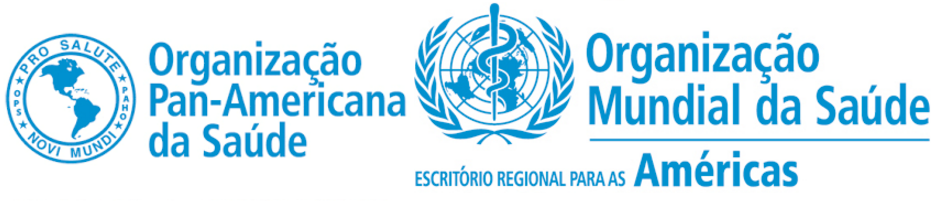 PRO SALUTE
NOVI MUNDI
OPS
PAHO
Organização
Pan-Americana
da Saúde
Organização
Mundial da Saúde
ESCRITÓRIO REGIONAL PARA AS Américas